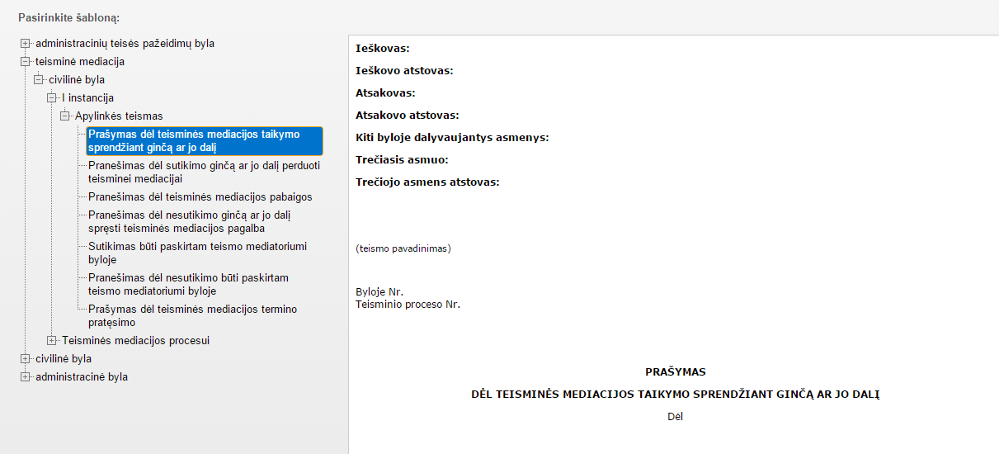 Pasirinkite šabloną:
administracinių teisės pažeidimų byla
teisminė mediacija
civilinė byla
I instancija
Apylinkės teismas
Prašymas dėl teisminės mediacijos taikymo
sprendžiant ginčą ar jo dalį
Pranešimas dėl sutikimo ginčą ar jo dalį perduoti
teisminei mediacijai
Pranešimas dėl teisminės mediacijos pabaigos
Pranešimas dėl nesutikimo ginčą ar jo dalį
spręsti teisminės mediacijos pagalba
Sutikimas būti paskirtam teismo mediatoriumi
byloje
Pranešimas dėl nesutikimo būti paskirtam
teismo mediatoriumi byloje
Prašymas dėl teisminės mediacijos termino
pratęsimo
Teisminės mediacijos procesui
civilinė byla
administracinė byla
Ieškovas:
Ieškovo atstovas:
Atsakovas:
Atsakovo atstovas:
Kiti byloje dalyvaujantys asmenys:
Trečiasis asmuo:
Trečiojo asmens atstovas:
(teismo pavadinimas)
Byloje Nr.
Teisminio proceso Nr.
PRAŠYMAS
DĖL TEISMINĖS MEDIACIJOS TAIKYMO SPRENDŽIANT GINČĄ AR JO DALĮ
Dėl